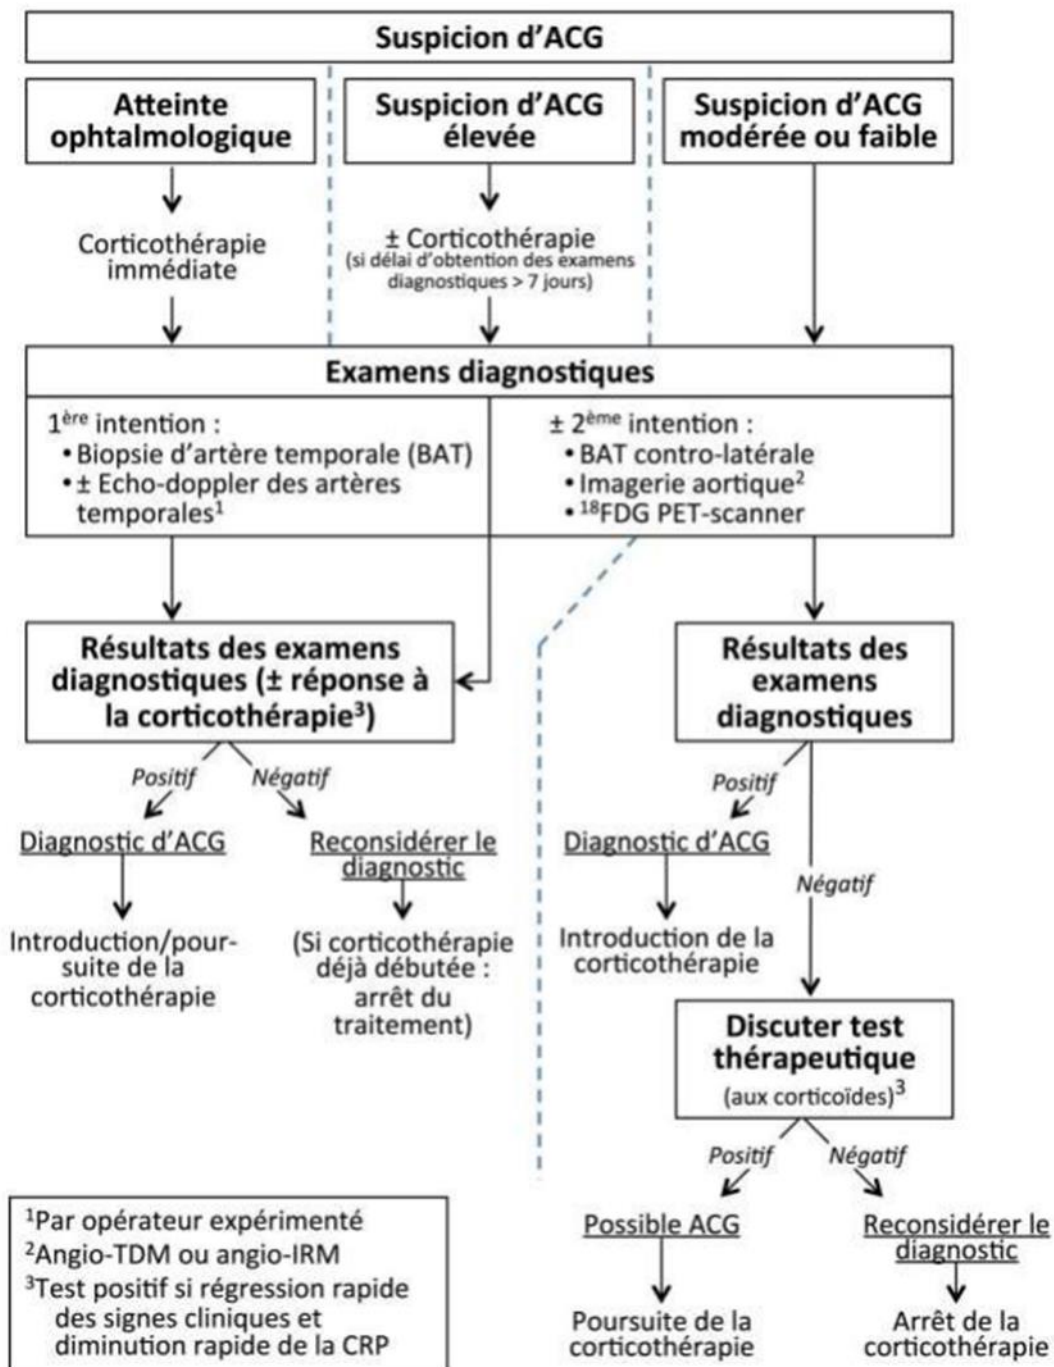 Suspicion d'ACG
Atteinte
ophtalmologique
Suspicion d'ACG
élevée
Suspicion d'ACG
modérée ou faible
Corticothérapie
immédiate
± Corticothérapie
(si délai d'obtention des examens
diagnostiques > 7 jours)
Examens diagnostiques
1ère intention :
• Biopsie d'artère temporale (BAT)
• ± Echo-doppler des artères
temporales¹
± 2ème intention :
• BAT contro-latérale
• Imagerie aortique²
• ¹⁸FDG PET-scanner
Résultats des examens
diagnostiques (± réponse à
la corticothérapie³)
Résultats des
examens
diagnostiques
Positif
Négatif
Diagnostic d'ACG
Reconsidérer le
diagnostic
Introduction/pour-
suite de la
corticothérapie
(Si corticothérapie
déjà débutée :
arrêt du
traitement)
Positif
Diagnostic d'ACG
Négatif
Introduction de la
corticothérapie
Discuter test
thérapeutique
(aux corticoïdes)³
Positif
Négatif
Possible ACG
Reconsidérer le
diagnostic
Poursuite de la
corticothérapie
Arrêt de la
corticothérapie
¹Par opérateur expérimenté
²Angio-TDM ou angio-IRM
³Test positif si régression rapide
des signes cliniques et
diminution rapide de la CRP